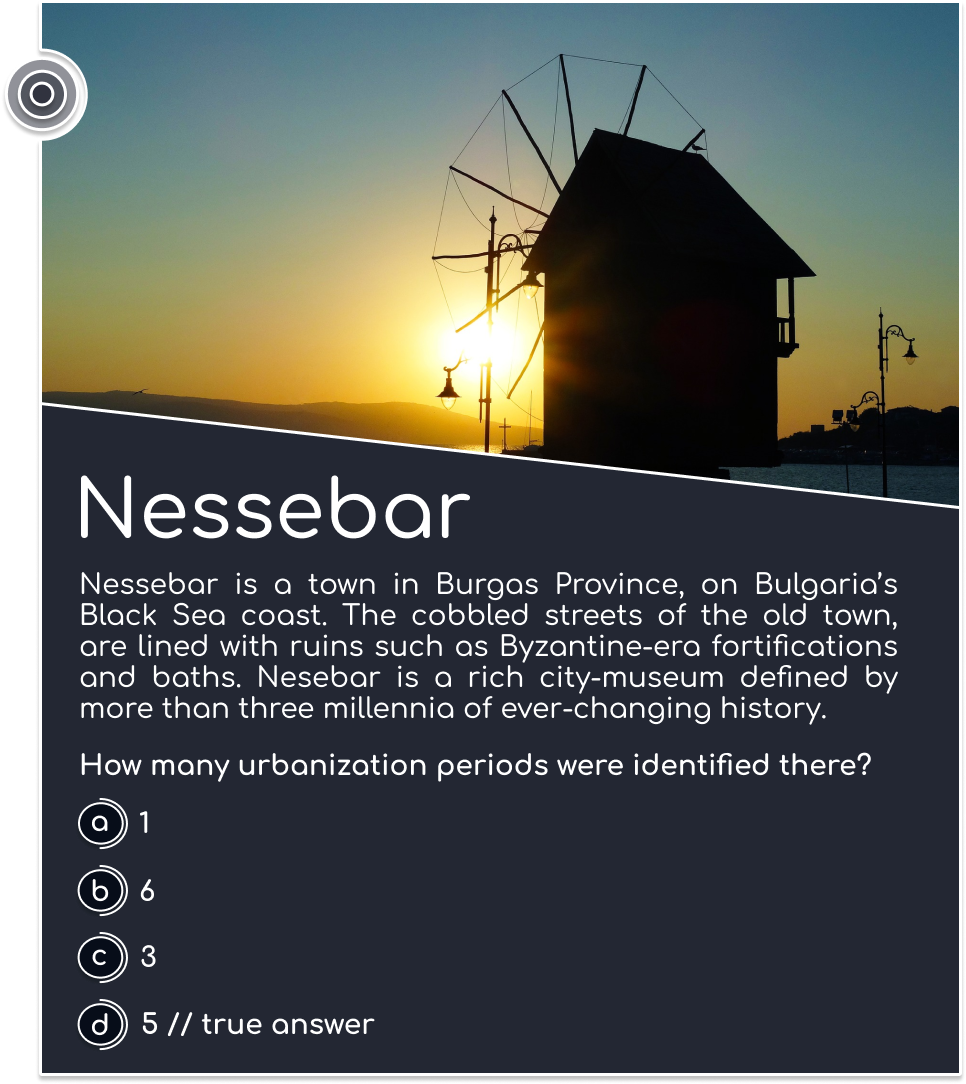 Nessebar
Nessebar is a town in Burgas Province, on Bulgaria's
Black Sea coast. The cobbled streets of the old town,
are lined with ruins such as Byzantine-era fortifications
and baths. Nesebar is a rich city-museum defined by
more than three millennia of ever-changing history.
How many urbanization periods were identified there?
a 1
b 6
c 3
d 5 // true answer